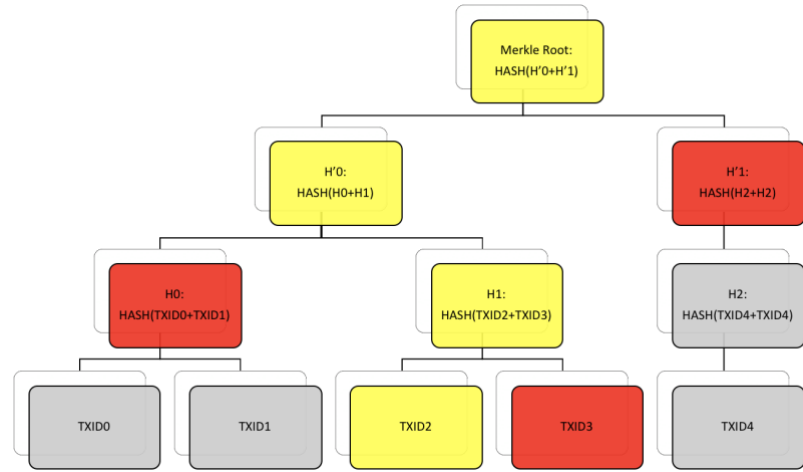 Merkle Root:
HASH(H’0+H’1)
H’0:
HASH(H0+H1)
H’1:
HASH(H2+H2)
H0:
HASH(TXID0+TXID1)
H1:
HASH(TXID2+TXID3)
H2:
HASH(TXID4+TXID4)
TXID0
TXID1
TXID2
TXID3
TXID4